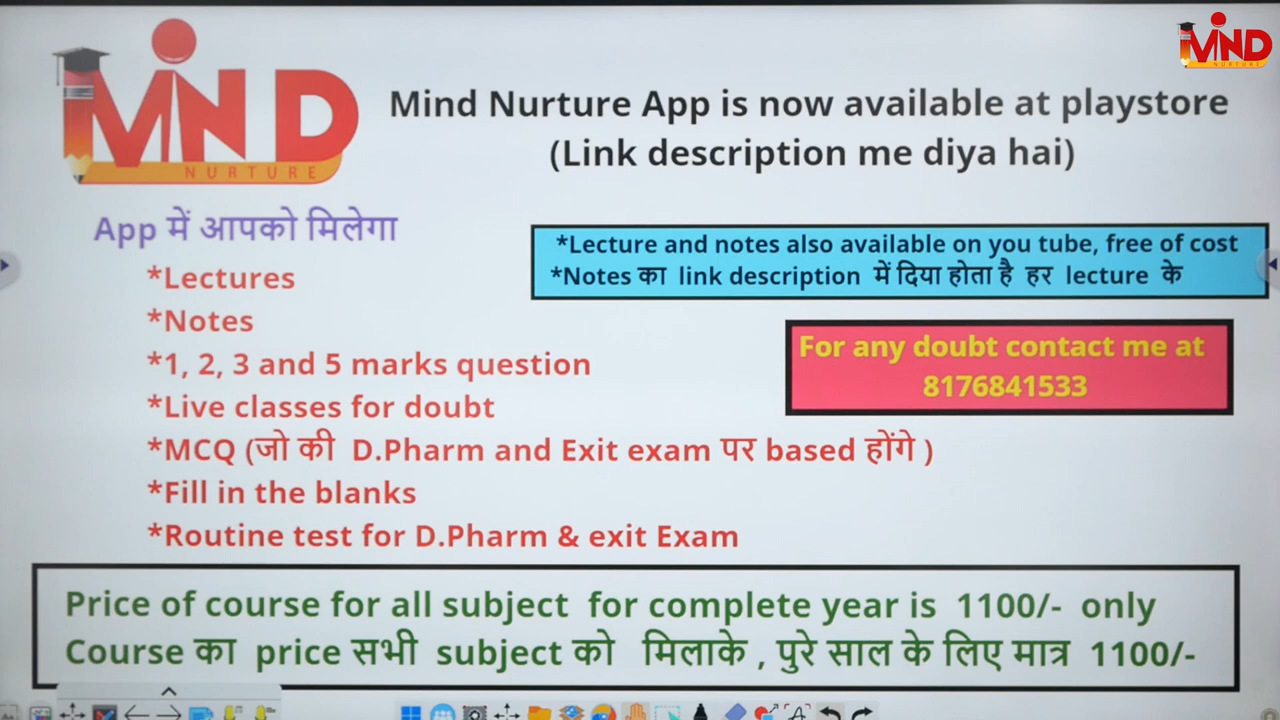 MIND
NURTURE
MIND
NURTURE
Mind Nurture App is now available at playstore
(Link description me diya hai)
App में आपको मिलेगा
*Lectures
*Notes
*1, 2, 3 and 5 marks question
*Live classes for doubt
*MCQ (जो की D.Pharm and Exit exam पर based होंगे )
*Fill in the blanks
*Routine test for D.Pharm & exit Exam
*Lecture and notes also available on you tube, free of cost
*Notes का link description में दिया होता है हर lecture के
For any doubt contact me at
8176841533
Price of course for all subject for complete year is 1100/- only
Course का price सभी subject को मिलाके , पुरे साल के लिए मात्र 1100/-